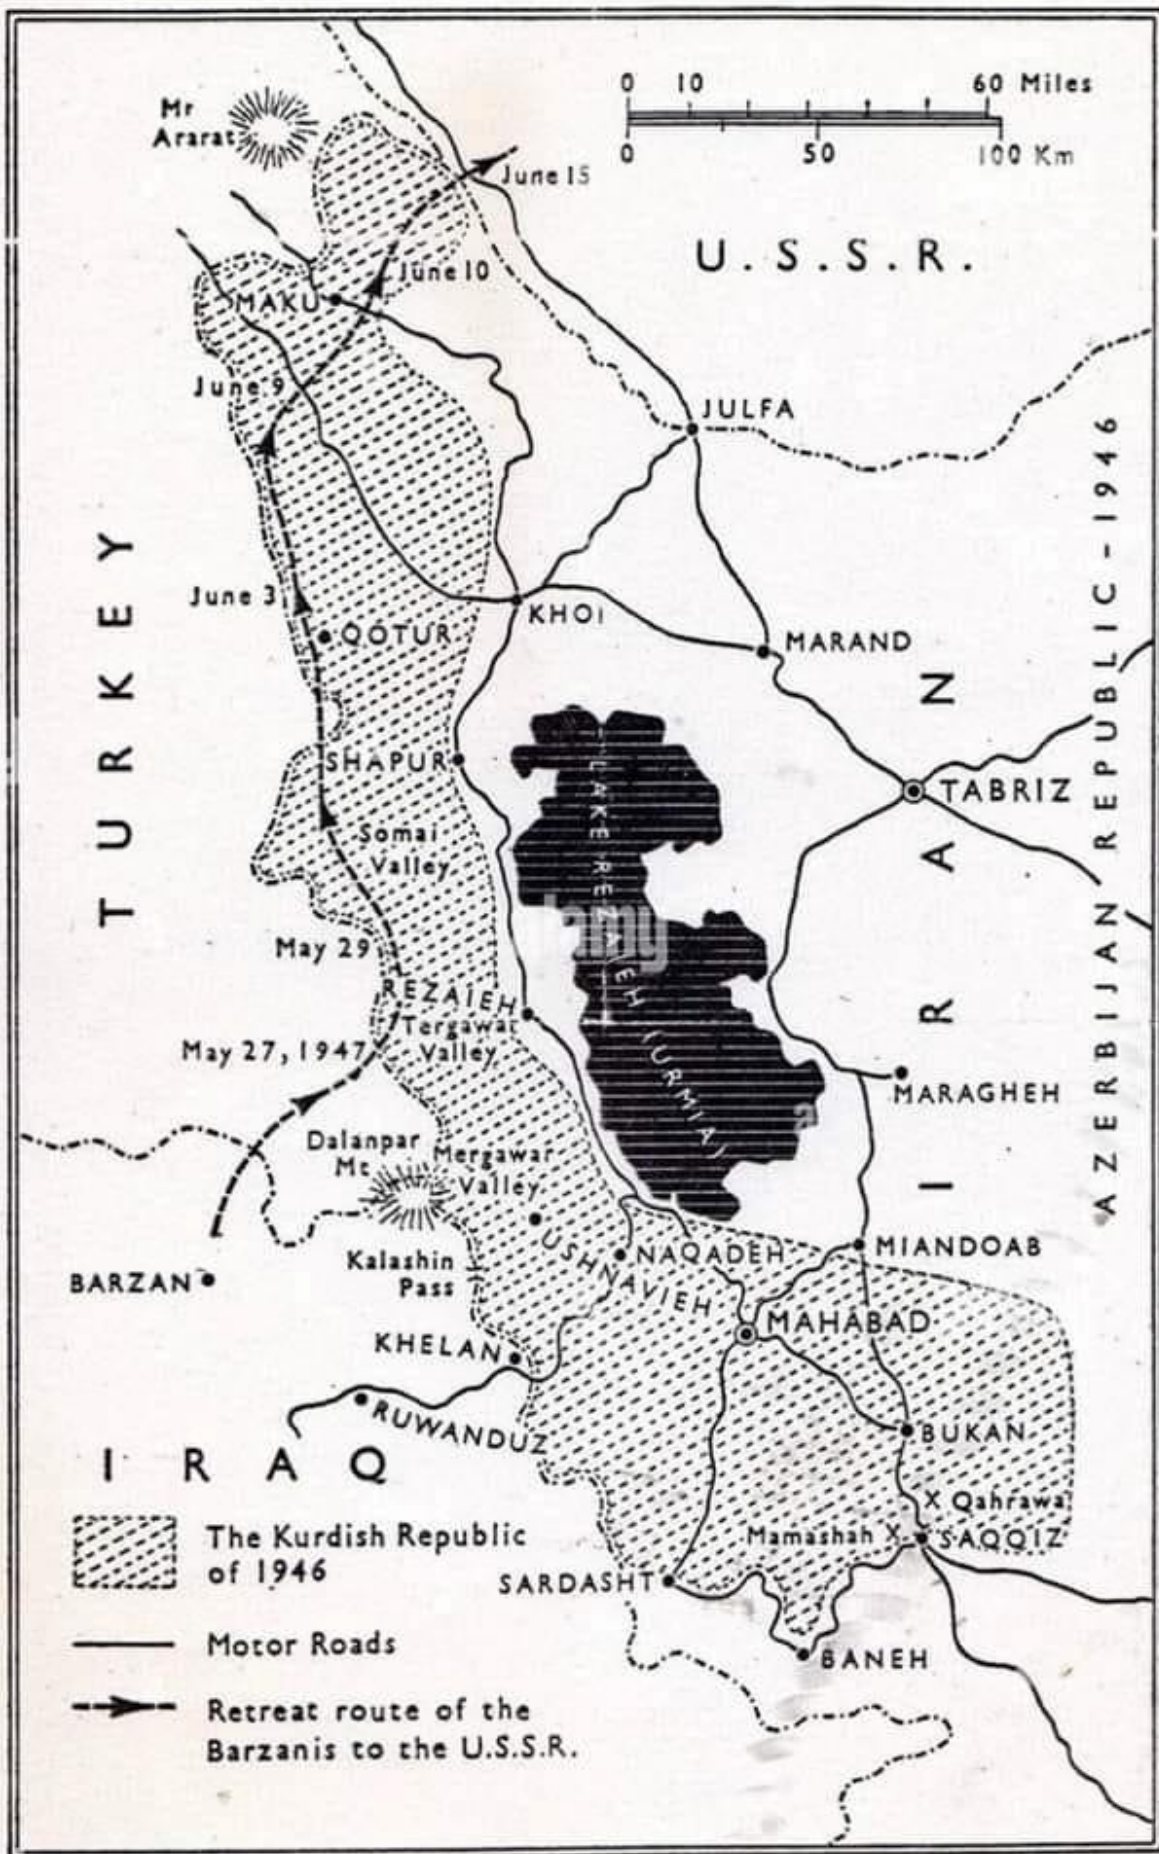 Mr
Ararat
0 10 60 Miles
0 50 100 Km
June 15
U.S.S.R.
June 10
MAKU
June 9
JULFA
AZERBIJAN REPUBLIC-1946
TURKEY
June 3
QOTUR
KHOI
MARAND
IRAN
SHAPUR
LAKE REZAIEH (URMIA)
TABRIZ
Somai
Valley
alamy
May 29
REZAIEH
Tergawar
Valley
May 27, 1947
MARAGHEH
a
Dalanpar
Mt
Mergawar
Valley
USHNAVIEH
NAQADEH
MIANDOAB
Kalashin
Pass
BARZAN
MAHABAD
KHELAN
RUWANDUZ
BUKAN
IRAQ
X Qahrawa
Mamashah X
SAQQIZ
The Kurdish Republic
of 1946
SARDASHT
Motor Roads
BANEH
Retreat route of the
Barzanis to the U.S.S.R.